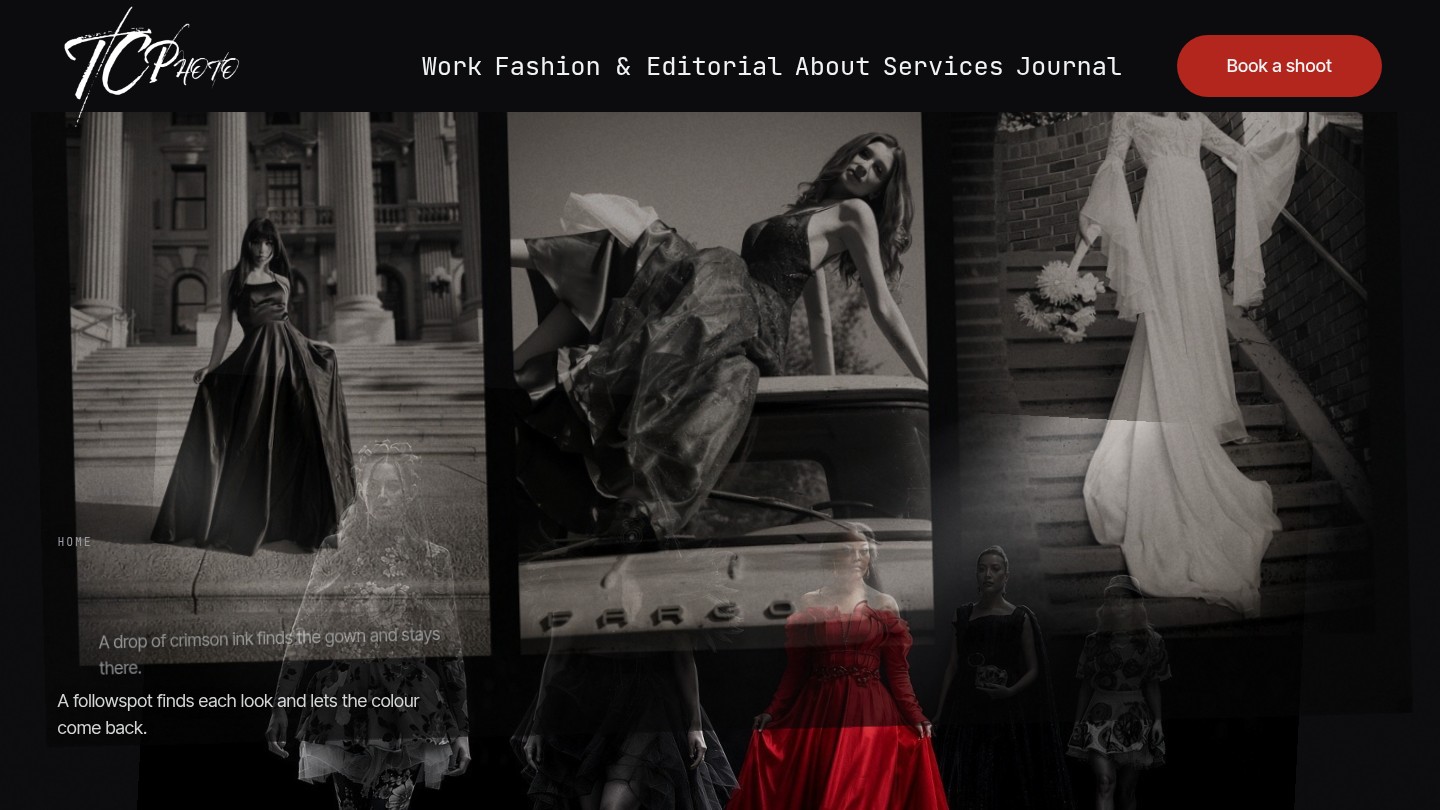 TCPHOTO
Work Fashion & Editorial About Services Journal
Book a shoot
FARGO
HOME
A drop of crimson ink finds the gown and stays
there.
A followspot finds each look and lets the colour
come back.